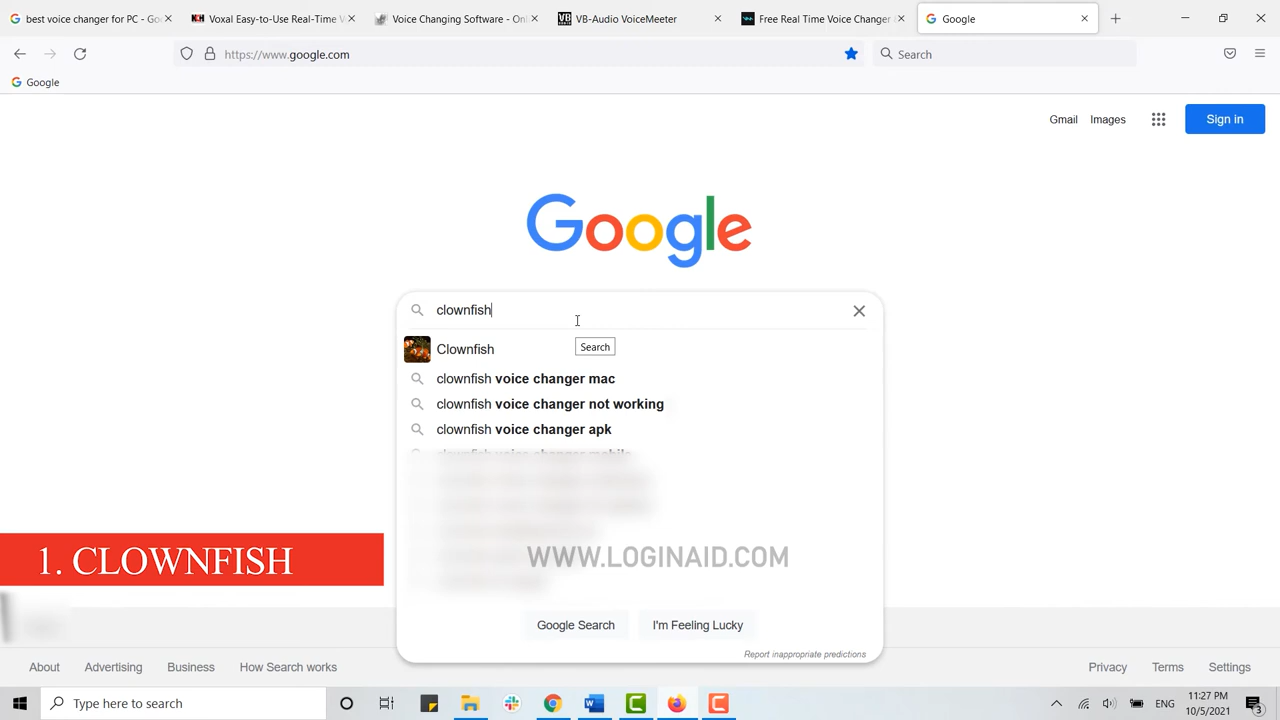 best voice changer for PC - Go
Voxal Easy-to-Use Real-Time V
Voice Changing Software - Onl
VB-Audio VoiceMeeter
Free Real Time Voice Changer
Google
https://www.google.com
Search
Google
Gmail
Images
Sign in
Google
clownfish
Clownfish
Search
clownfish voice changer mac
clownfish voice changer not working
clownfish voice changer apk
1. CLOWNFISH
WWW.LOGINAID.COM
Google Search
I'm Feeling Lucky
Report inappropriate predictions
About
Advertising
Business
How Search works
Privacy
Terms
Settings
Type here to search
ENG
11:27 PM
10/5/2021
3